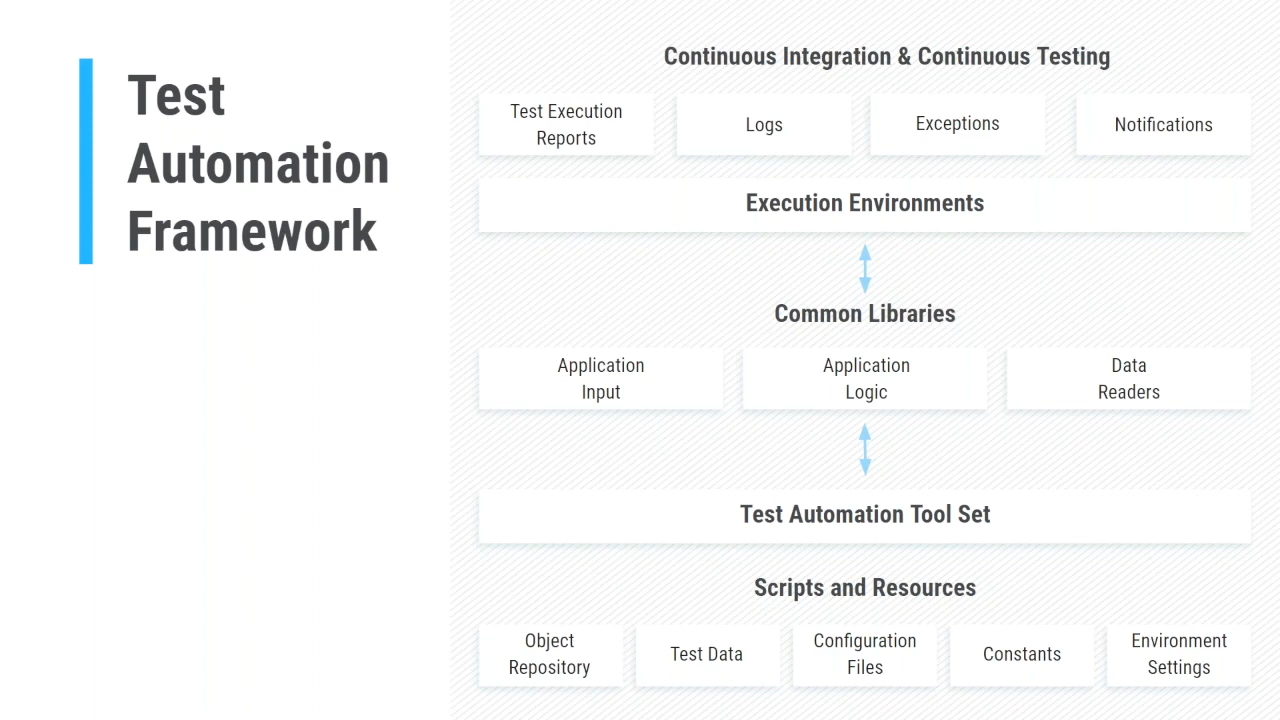 Test
Automation
Framework
Continuous Integration & Continuous Testing
Test Execution
Reports
Logs
Exceptions
Notifications
Execution Environments
Common Libraries
Application
Input
Application
Logic
Data
Readers
Test Automation Tool Set
Scripts and Resources
Object
Repository
Test Data
Configuration
Files
Constants
Environment
Settings